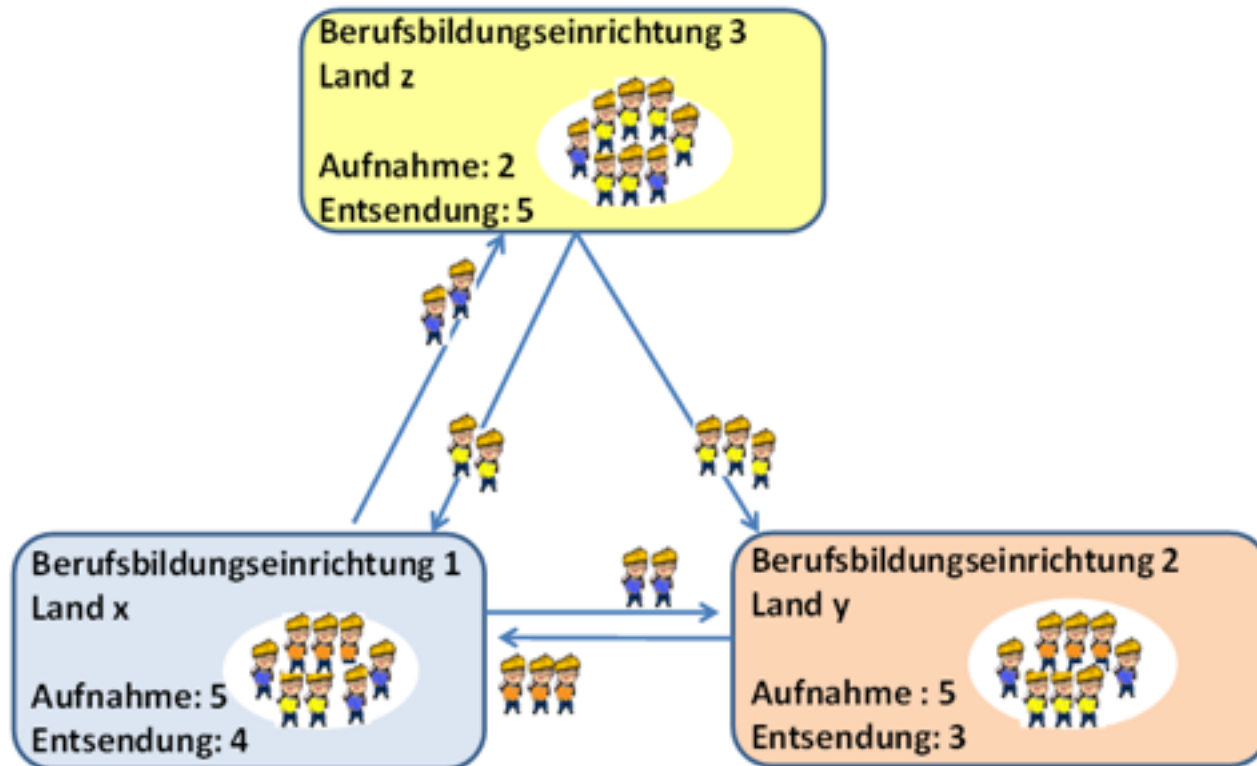 Berufsbildungseinrichtung 3
Land z
Aufnahme: 2
Entsendung: 5
Berufsbildungseinrichtung 1
Land x
Aufnahme: 5
Entsendung: 4
Berufsbildungseinrichtung 2
Land y
Aufnahme : 5
Entsendung: 3